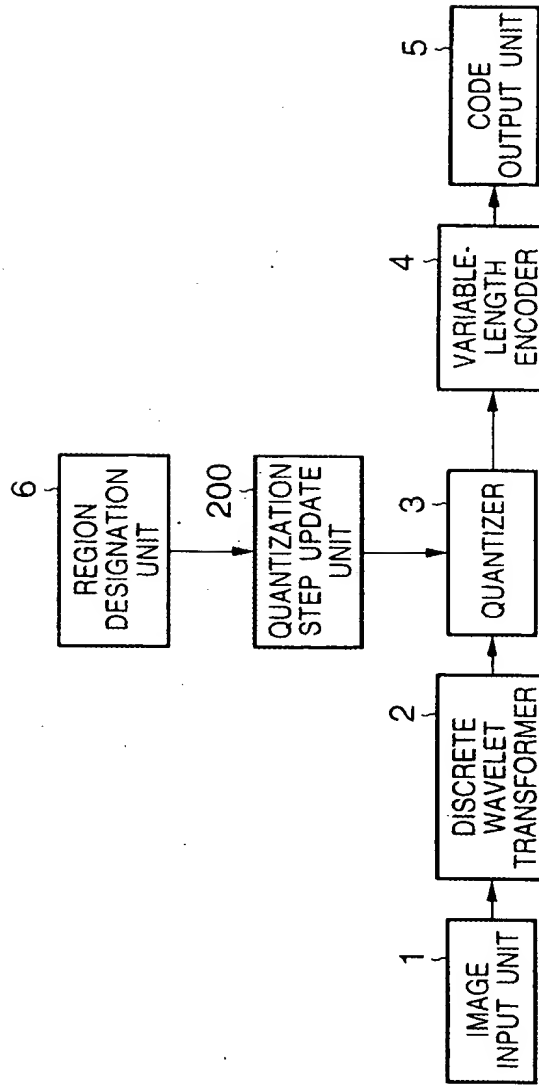 6
REGION
DESIGNATION
UNIT
200
QUANTIZATION
STEP UPDATE
UNIT
1
IMAGE
INPUT UNIT
2
DISCRETE
WAVELET
TRANSFORMER
3
QUANTIZER
4
VARIABLE-
LENGTH
ENCODER
5
CODE
OUTPUT UNIT